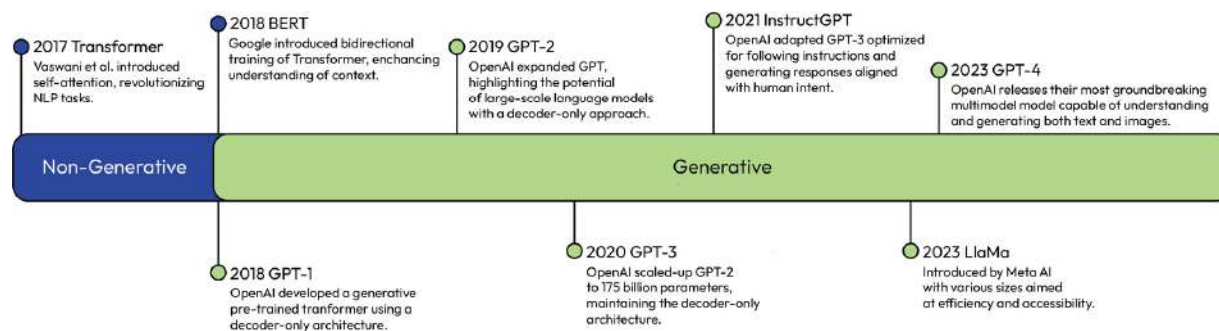 2017 Transformer
Vaswani et al. introduced
self-attention, revolutionizing
NLP tasks.
2018 BERT
Google introduced bidirectional
training of Transformer, enchancing
understanding of context.
2019 GPT-2
OpenAI expanded GPT,
highlighting the potential
of large-scale language models
with a decoder-only approach.
2021 InstructGPT
OpenAI adapted GPT-3 optimized
for following instructions and
generating responses aligned
with human intent.
2023 GPT-4
OpenAI releases their most groundbreaking
multimodel model capable of understanding
and generating both text and images.
Non-Generative
Generative
2018 GPT-1
OpenAI developed a generative
pre-trained tranformer using a
decoder-only architecture.
2020 GPT-3
OpenAI scaled-up GPT-2
to 175 billion parameters,
maintaining the decoder-only
architecture.
2023 LlaMa
Introduced by Meta AI
with various sizes aimed
at efficiency and accessibility.